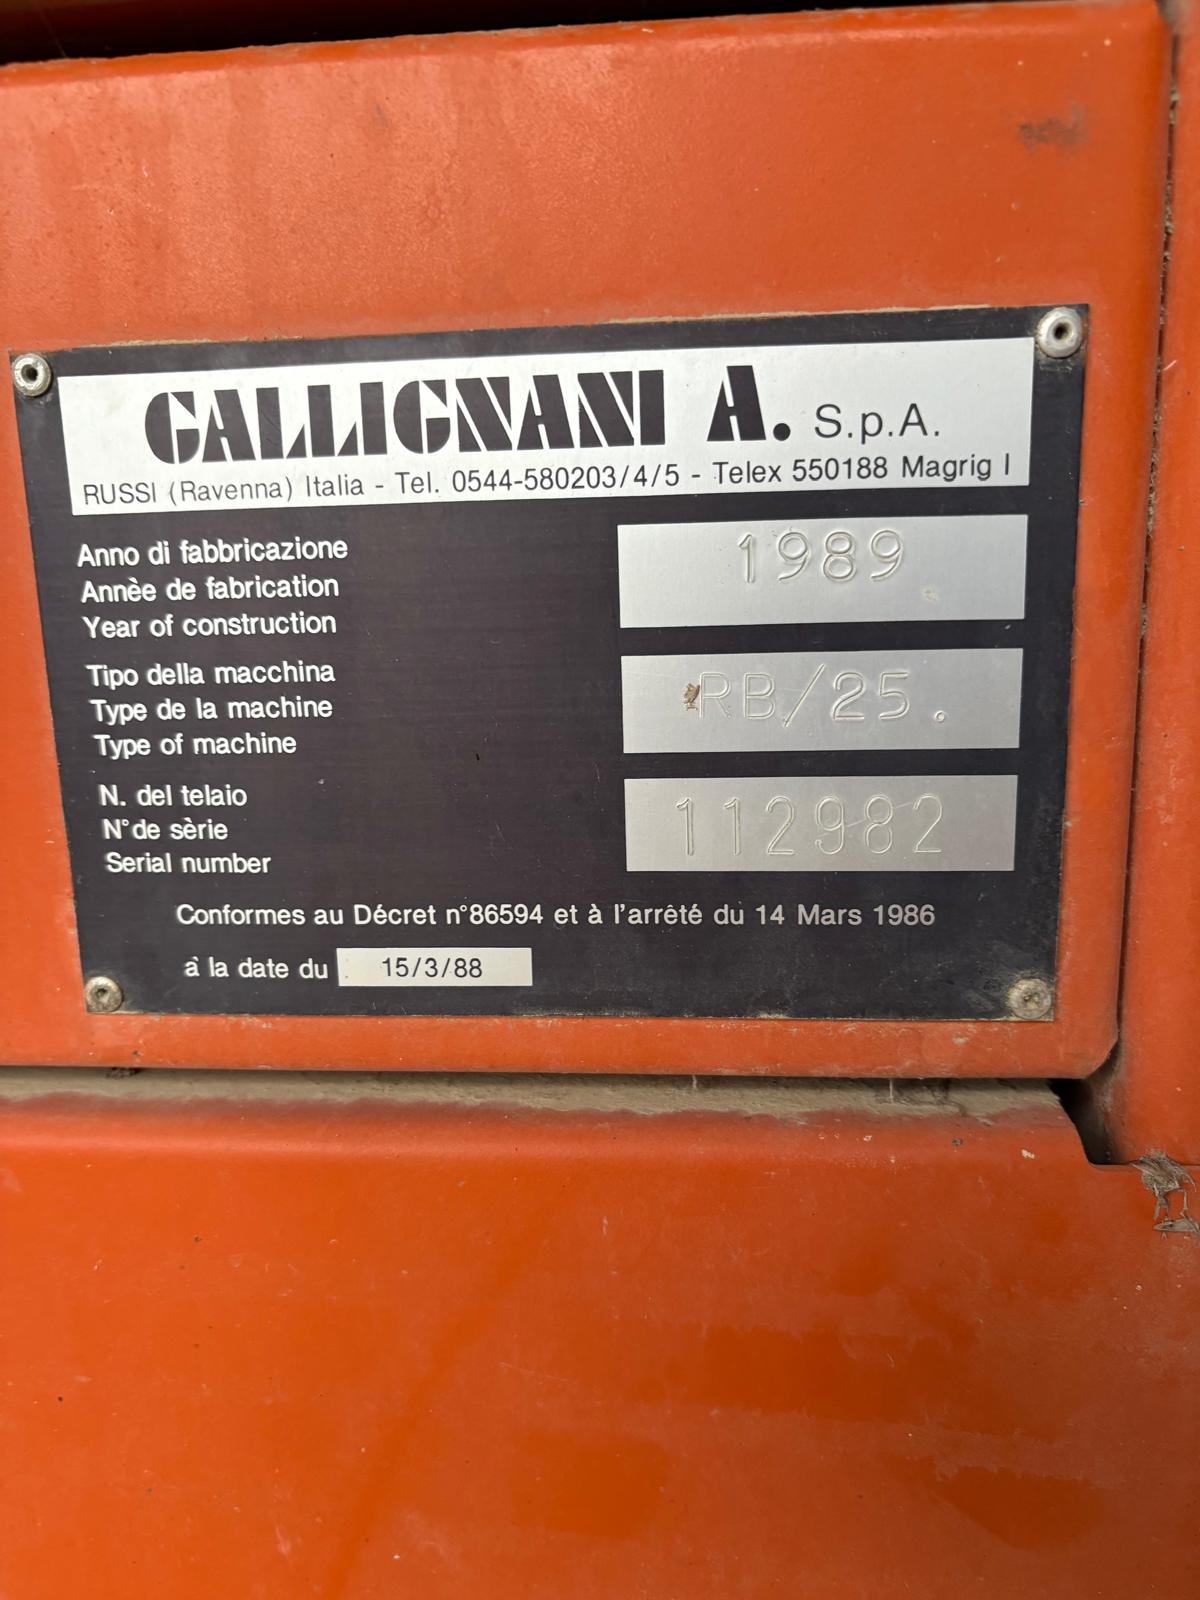 GALLIGNANI A. S.p.A.
RUSSI (Ravenna) Italia - Tel. 0544-580203/4/5 - Telex 550188 Magrig I
Anno di fabbricazione
Annèe de fabrication
Year of construction
1989
Tipo della macchina
Type de la machine
Type of machine
RB/25.
N. del telaio
N° de sèrie
Serial number
112982
Conformes au Décret n°86594 et à l'arrêté du 14 Mars 1986
à la date du 15/3/88